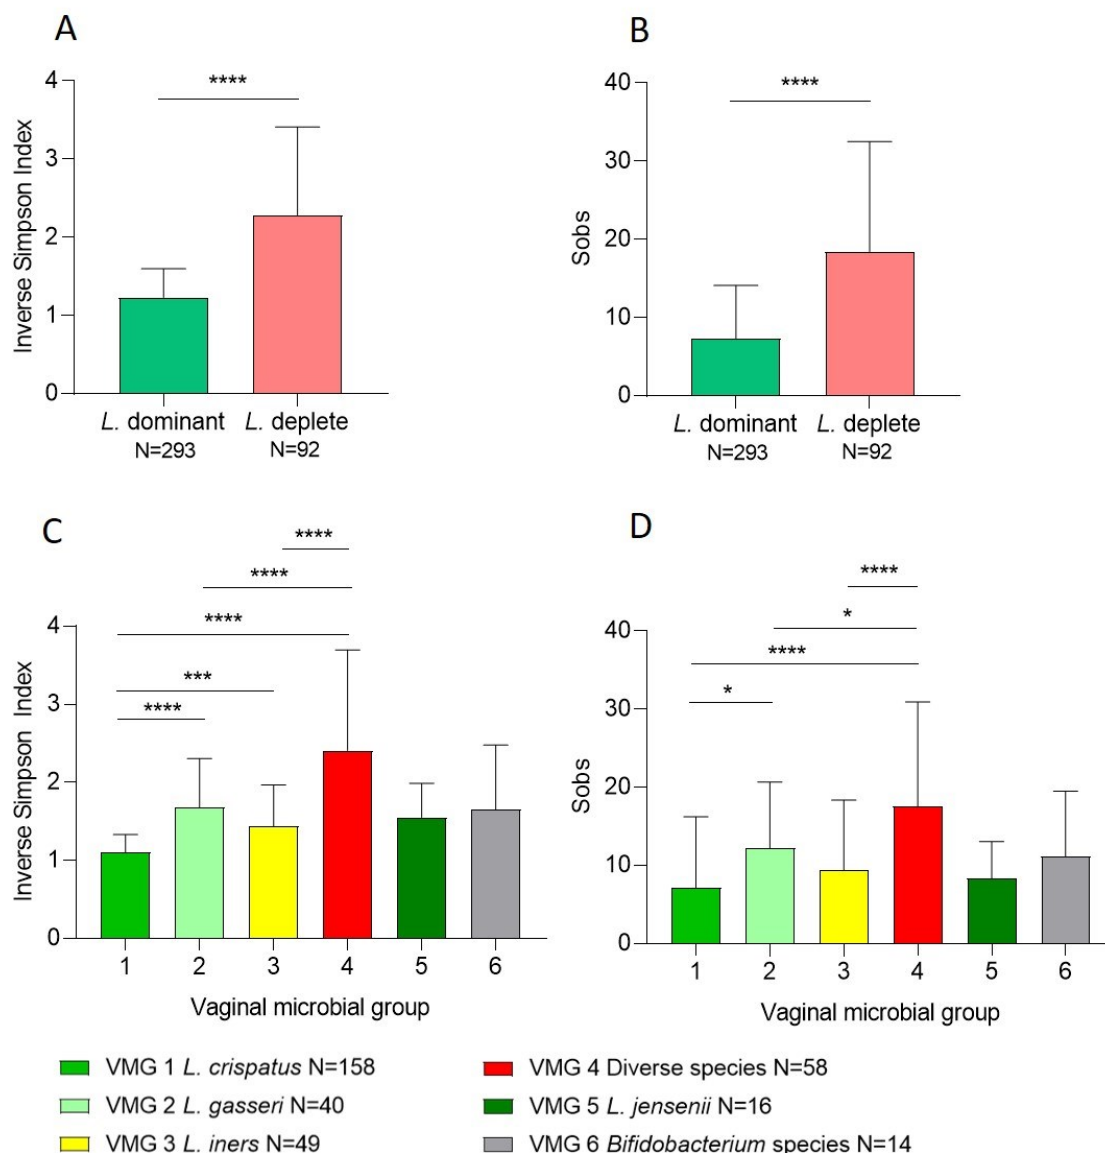 A
****
4
3
2
1
0
Inverse Simpson Index
L. dominant
N=293
L. deplete
N=92
B
****
40
30
20
10
0
Sobs
L. dominant
N=293
L. deplete
N=92
C
****
****
****
***
****
4
3
2
1
0
Inverse Simpson Index
1 2 3 4 5 6
Vaginal microbial group
D
****
*
****
*
40
30
20
10
0
Sobs
1 2 3 4 5 6
Vaginal microbial group
VMG 1 L. crispatus N=158
VMG 2 L. gasseri N=40
VMG 3 L. iners N=49
VMG 4 Diverse species N=58
VMG 5 L. jensenii N=16
VMG 6 Bifidobacterium species N=14